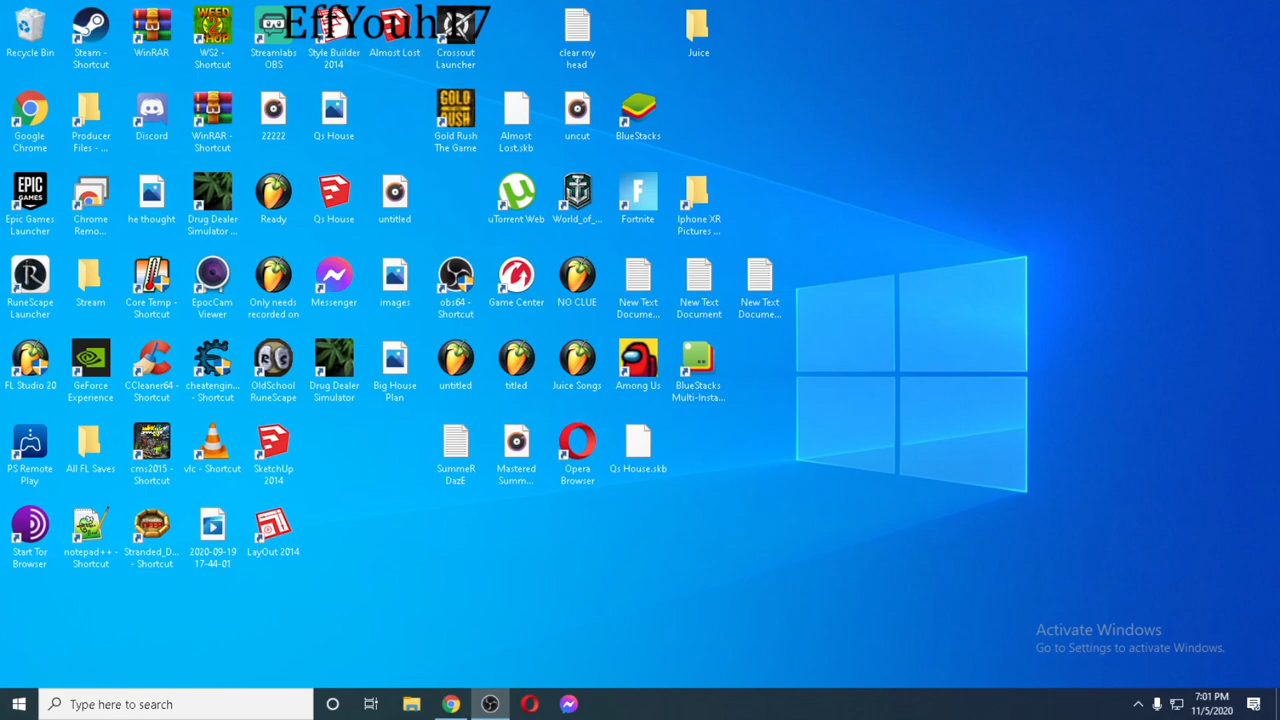 EffYouh17
Recycle Bin
Steam - Shortcut
WinRAR
WS2 - Shortcut
Streamlabs OBS
Style Builder 2014
Almost Lost
Crossout Launcher
clear my head
Juice
Google Chrome
Producer Files - ...
Discord
WinRAR - Shortcut
22222
Qs House
GOLD RUSH
Gold Rush The Game
Almost Lost.skb
uncut
BlueStacks
EPIC GAMES
Epic Games Launcher
Chrome Remo...
he thought
Drug Dealer Simulator ...
Ready
Qs House
untitled
uTorrent Web
World_of_...
Fortnite
Iphone XR Pictures ...
RuneScape Launcher
Stream
Core Temp - Shortcut
EpocCam Viewer
Only needs recorded on
Messenger
images
obs64 - Shortcut
Game Center
NO CLUE
New Text Docume...
New Text Document
New Text Docume...
FL Studio 20
GeForce Experience
CCleaner64 - Shortcut
cheatengin... - Shortcut
OldSchool RuneScape
Drug Dealer Simulator
Big House Plan
untitled
titled
Juice Songs
Among Us
BlueStacks Multi-Insta...
PS Remote Play
All FL Saves
cms2015 - Shortcut
vlc - Shortcut
SketchUp 2014
SummeR DazE
Mastered Summ...
Opera Browser
Qs House.skb
Start Tor Browser
notepad++ - Shortcut
Stranded_D... - Shortcut
2020-09-19 17-44-01
LayOut 2014
Activate Windows
Go to Settings to activate Windows.
Type here to search
7:01 PM
11/5/2020